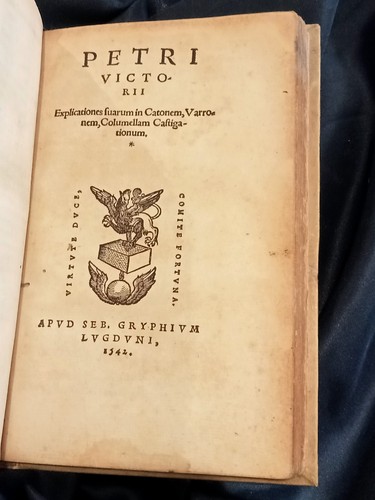 PETRI
VICTO-
RII
Explicationes suarum in Catonem, Varro-
nem, Columellam Castiga-
tionum.
*
VIRTVTE DVCE,
COMITE FORTVNA.
APVD SEB. GRYPHIVM
LVGDVNI,
1542.